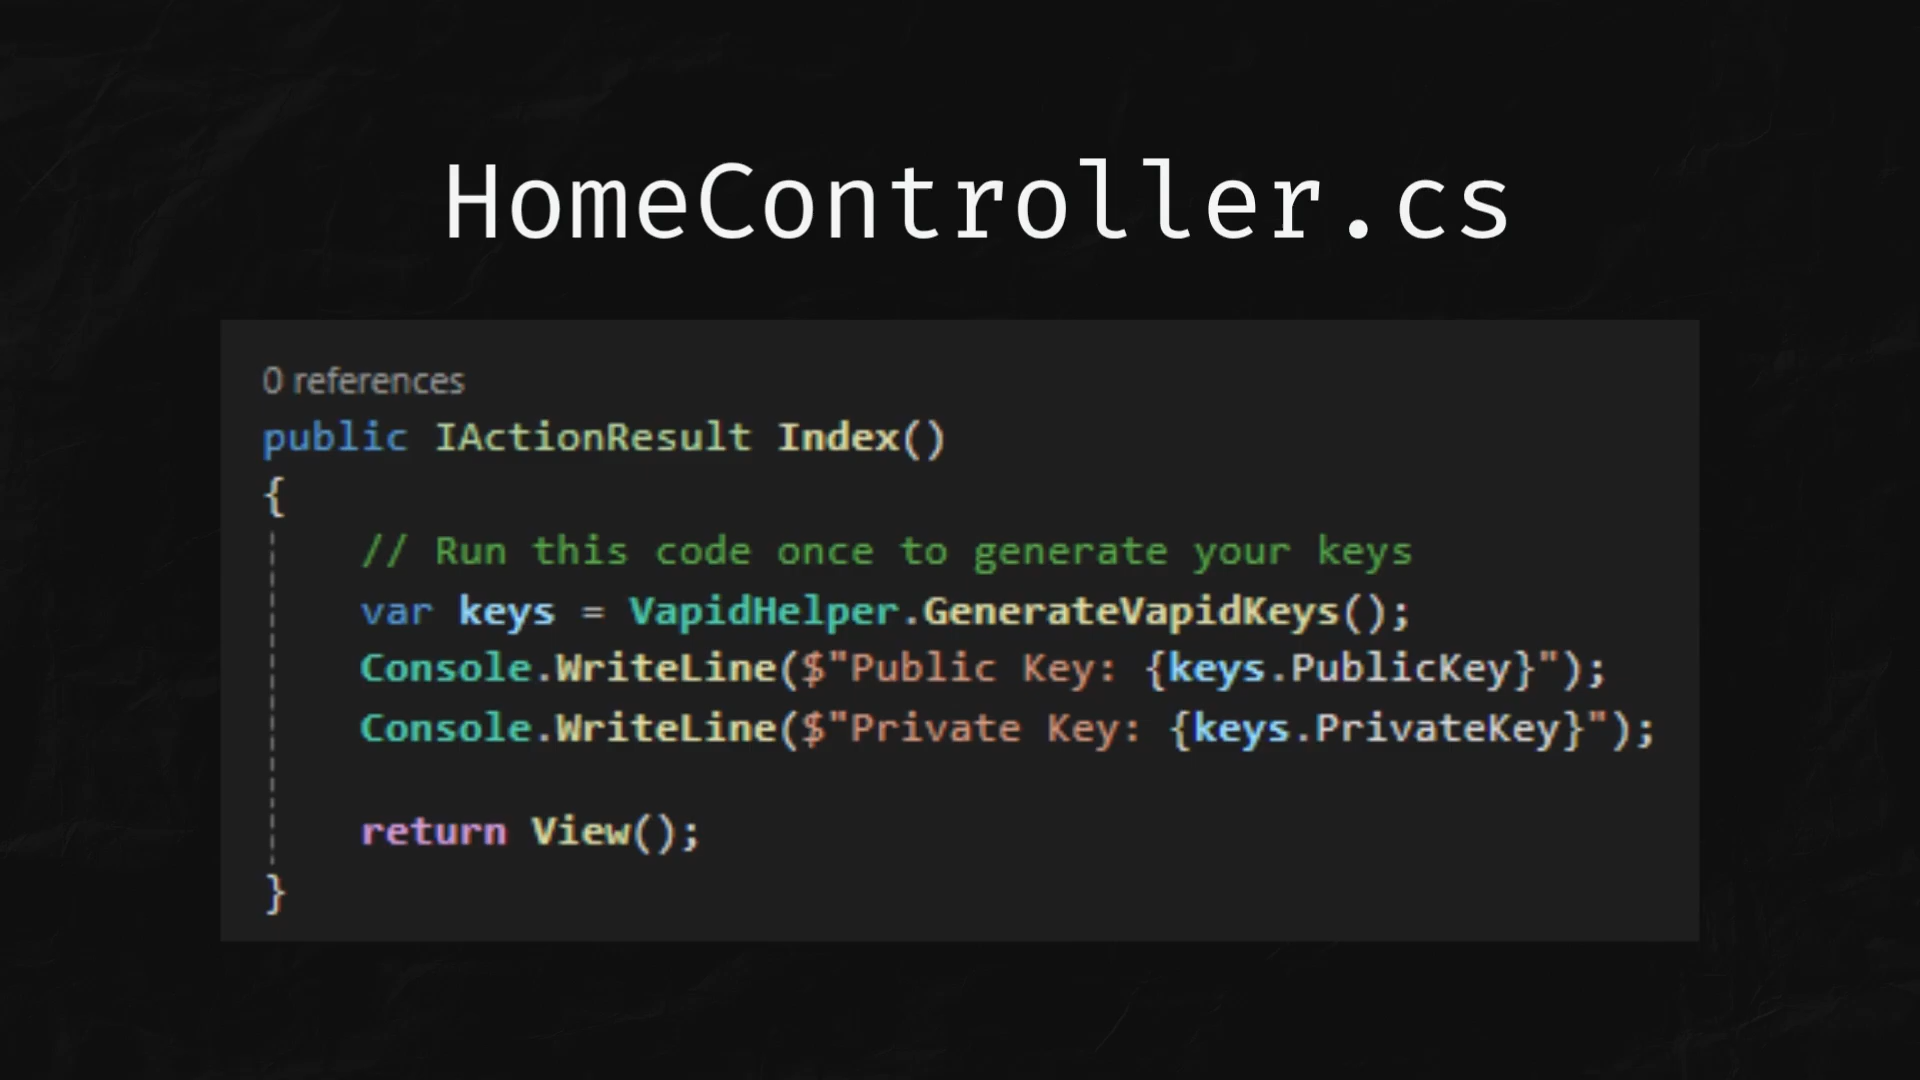 HomeController.cs
0 references
public IActionResult Index()
{
// Run this code once to generate your keys
var keys = VapidHelper.GenerateVapidKeys();
Console.WriteLine($"Public Key: {keys.PublicKey}");
Console.WriteLine($"Private Key: {keys.PrivateKey}");
return View();
}